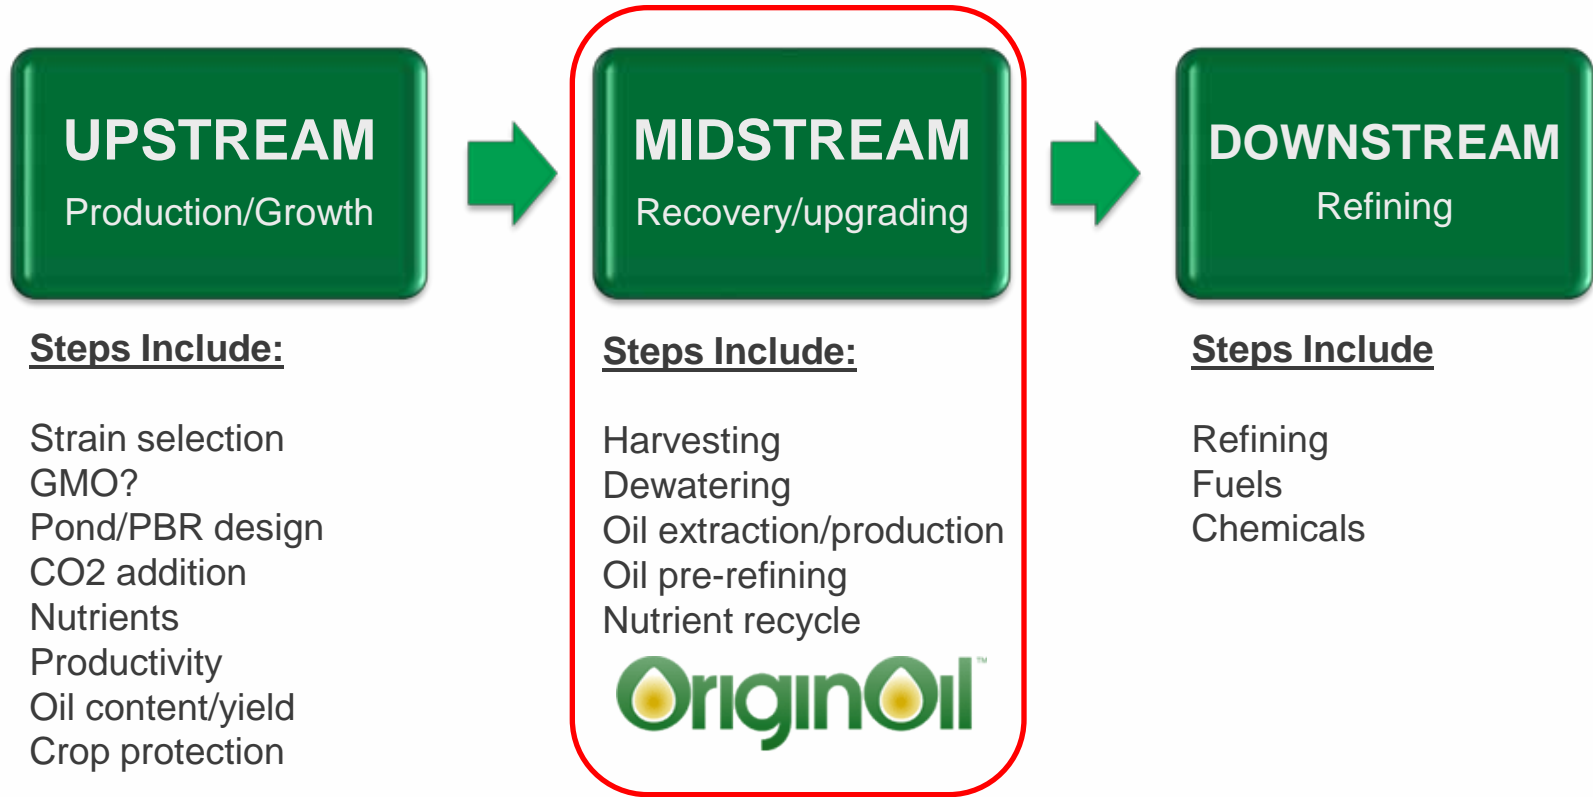 UPSTREAM
Production/Growth
Steps Include:
Strain selection
GMO?
Pond/PBR design
CO2 addition
Nutrients
Productivity
Oil content/yield
Crop protection
MIDSTREAM
Recovery/upgrading
Steps Include:
Harvesting
Dewatering
Oil extraction/production
Oil pre-refining
Nutrient recycle
OriginOil™
DOWNSTREAM
Refining
Steps Include
Refining
Fuels
Chemicals